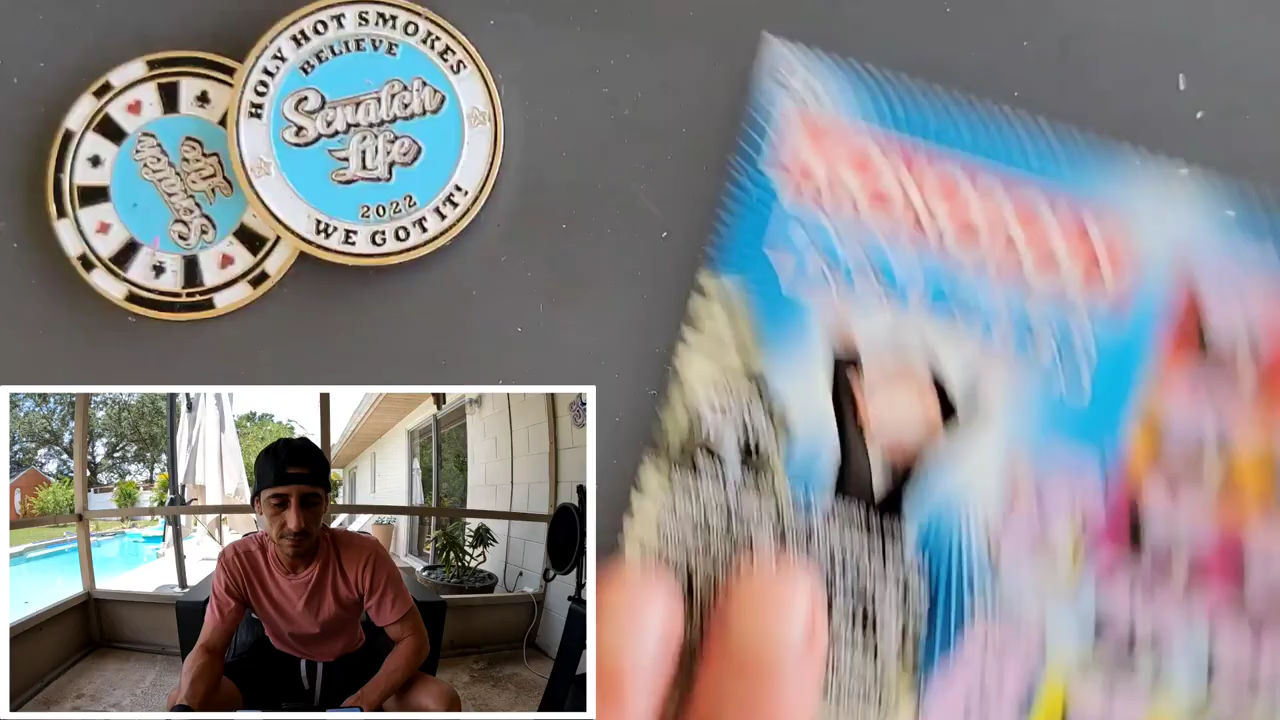 HOLY HOT SMOKES
BELIEVE
Scratch
Life
2022
WE GOT IT!
Scratch
Life